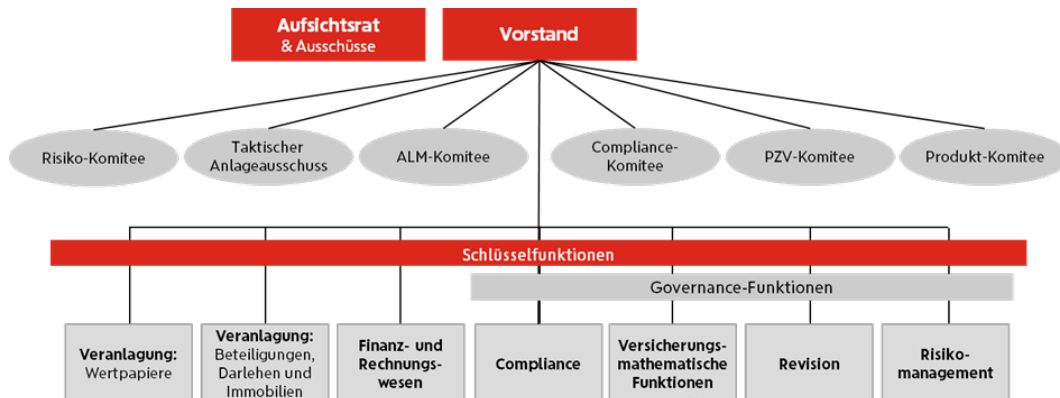 Aufsichtsrat
& Ausschüsse
Vorstand
Risiko-Komitee
Taktischer
Anlageausschuss
ALM-Komitee
Compliance-
Komitee
PZV-Komitee
Produkt-Komitee
Schlüsselfunktionen
Governance-Funktionen
Veranlagung:
Wertpapiere
Veranlagung:
Beteiligungen,
Darlehen und
Immobilien
Finanz- und
Rechnungs-
wesen
Compliance
Versicherungs-
mathematische
Funktionen
Revision
Risiko-
management